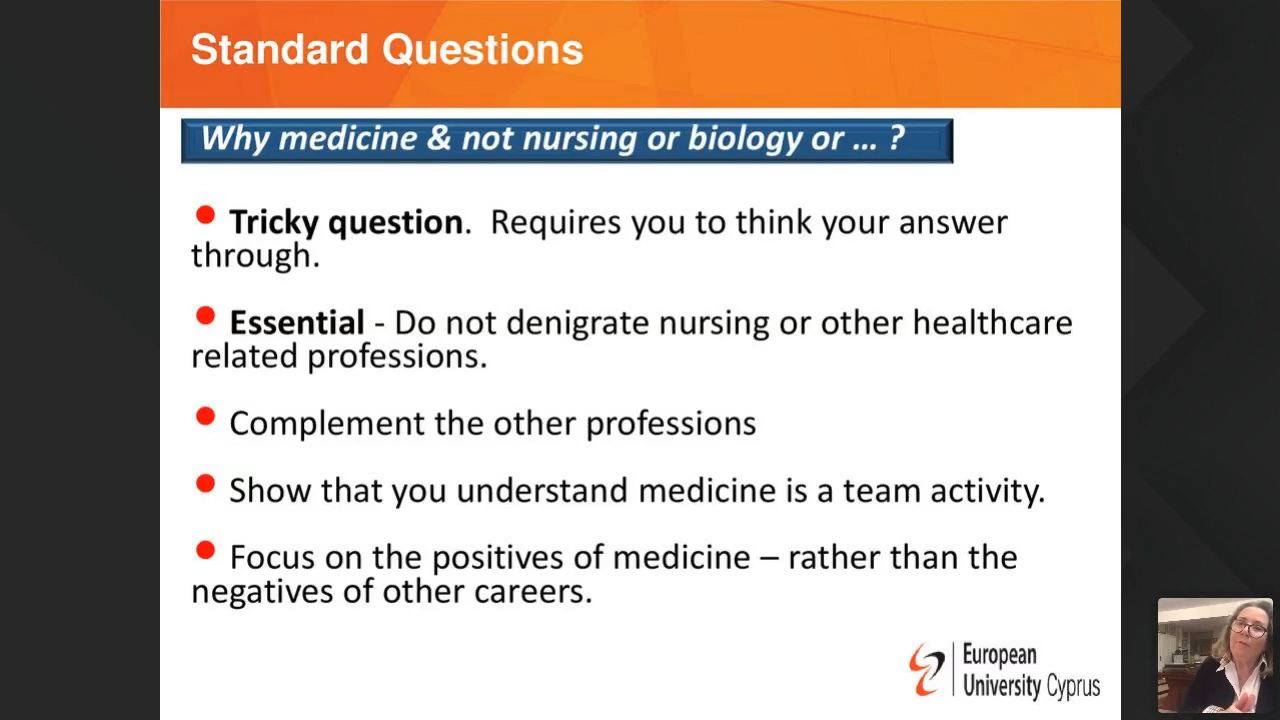 Standard Questions
Why medicine & not nursing or biology or ... ?
• Tricky question.  Requires you to think your answer
through.
• Essential - Do not denigrate nursing or other healthcare
related professions.
• Complement the other professions
• Show that you understand medicine is a team activity.
• Focus on the positives of medicine – rather than the
negatives of other careers.
European
University Cyprus